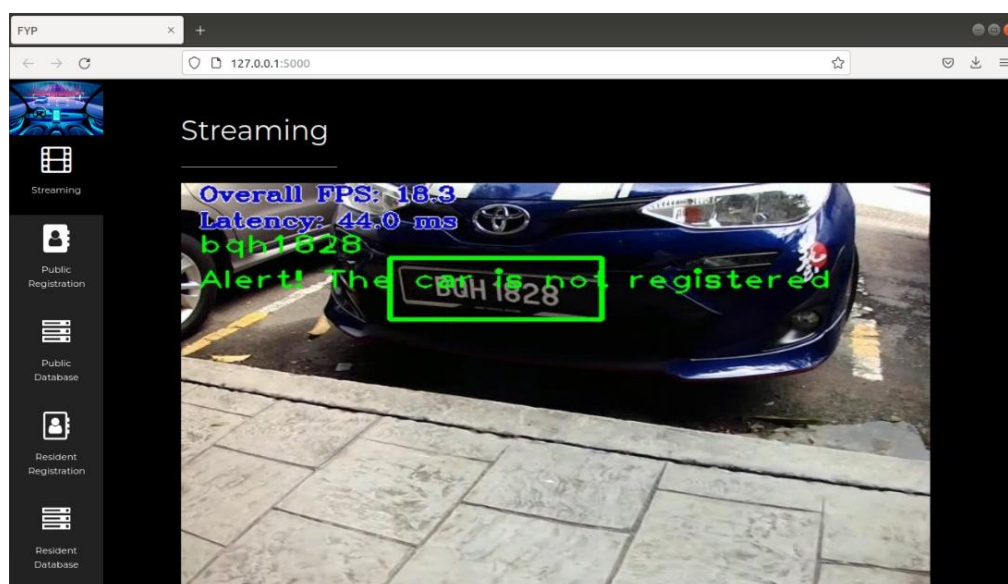 FYP
127.0.0.1:5000
Streaming
Streaming
Public
Registration
Public
Database
Resident
Registration
Resident
Database
Overall FPS: 18.3
Latency: 44.0 ms
bqh1828
Alert! The car is not registered
BQH 1828